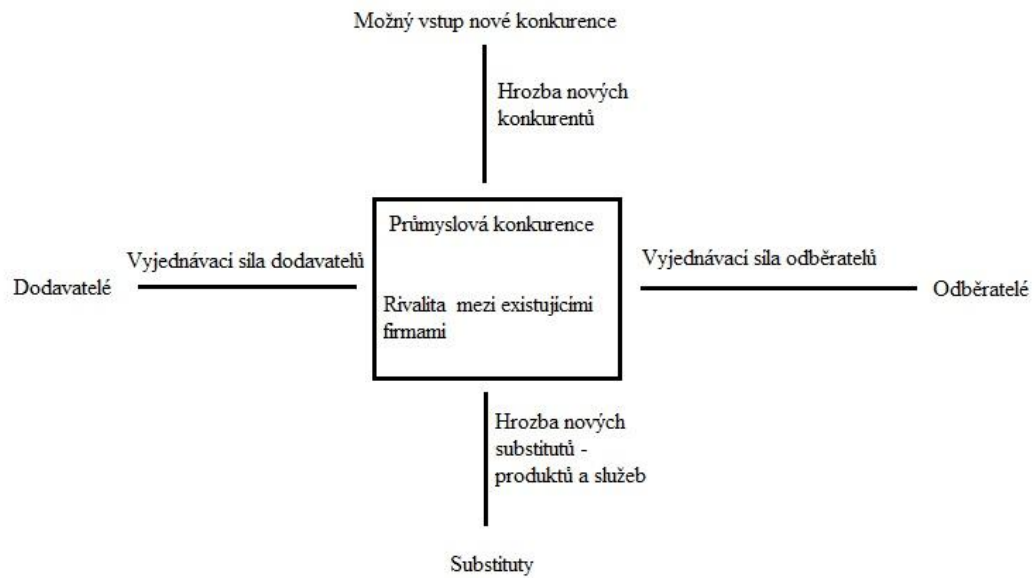 Možný vstup nové konkurence
Hrozba nových
konkurentů
Průmyslová konkurence
Vyjednávací síla dodavatelů
Vyjednávací síla odběratelů
Dodavatelé
Odběratelé
Rivalita mezi existujícími
firmami
Hrozba nových
substitutů -
produktů a služeb
Substituty